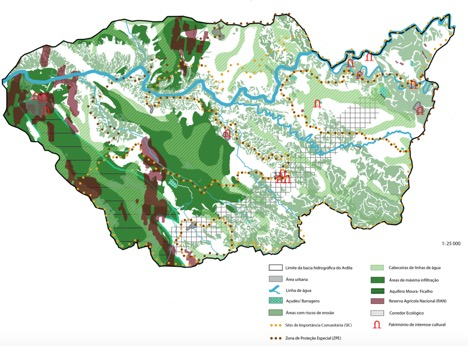 1: 25 000
Limite da bacia hidrográfica do Ardila
Área urbana
Linha de água
Açudes/ Barragens
Áreas com riscos de erosão
Sítio de Importância Comunitária (SIC)
Zona de Proteção Especial (ZPE)
Cabeceiras de linhas de água
Áreas de máxima infiltração
Aquífero Moura- Ficalho
Reserva Agrícola Nacional (RAN)
Corredor Ecológico
Património de interesse cultural